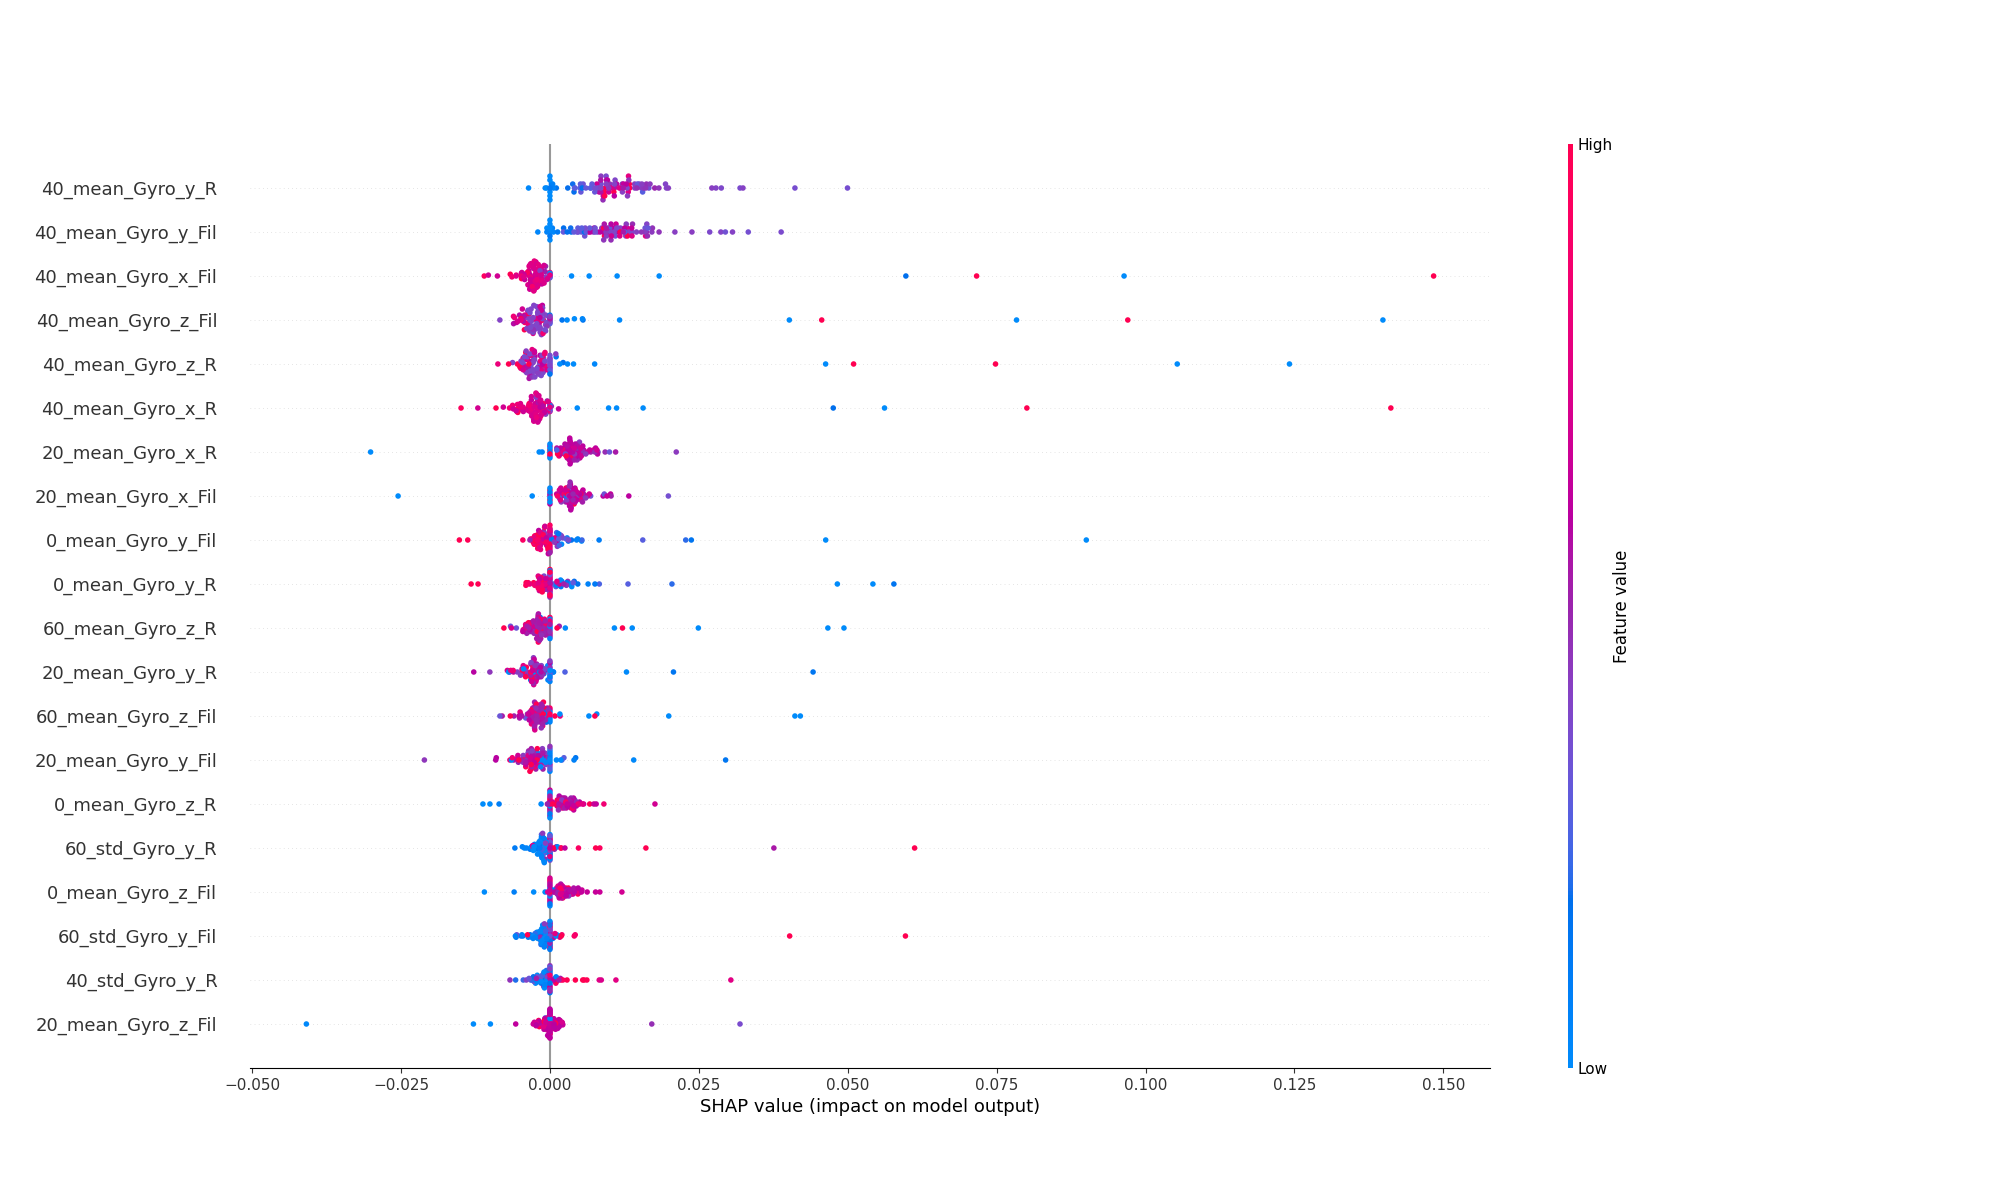 High
40_mean_Gyro_y_R
40_mean_Gyro_y_Fil
40_mean_Gyro_x_Fil
40_mean_Gyro_z_Fil
40_mean_Gyro_z_R
40_mean_Gyro_x_R
20_mean_Gyro_x_R
20_mean_Gyro_x_Fil
0_mean_Gyro_y_Fil
0_mean_Gyro_y_R
60_mean_Gyro_z_R
20_mean_Gyro_y_R
60_mean_Gyro_z_Fil
20_mean_Gyro_y_Fil
0_mean_Gyro_z_R
60_std_Gyro_y_R
0_mean_Gyro_z_Fil
60_std_Gyro_y_Fil
40_std_Gyro_y_R
20_mean_Gyro_z_Fil
Feature value
Low
−0.050 −0.025 0.000 0.025 0.050 0.075 0.100 0.125 0.150
SHAP value (impact on model output)